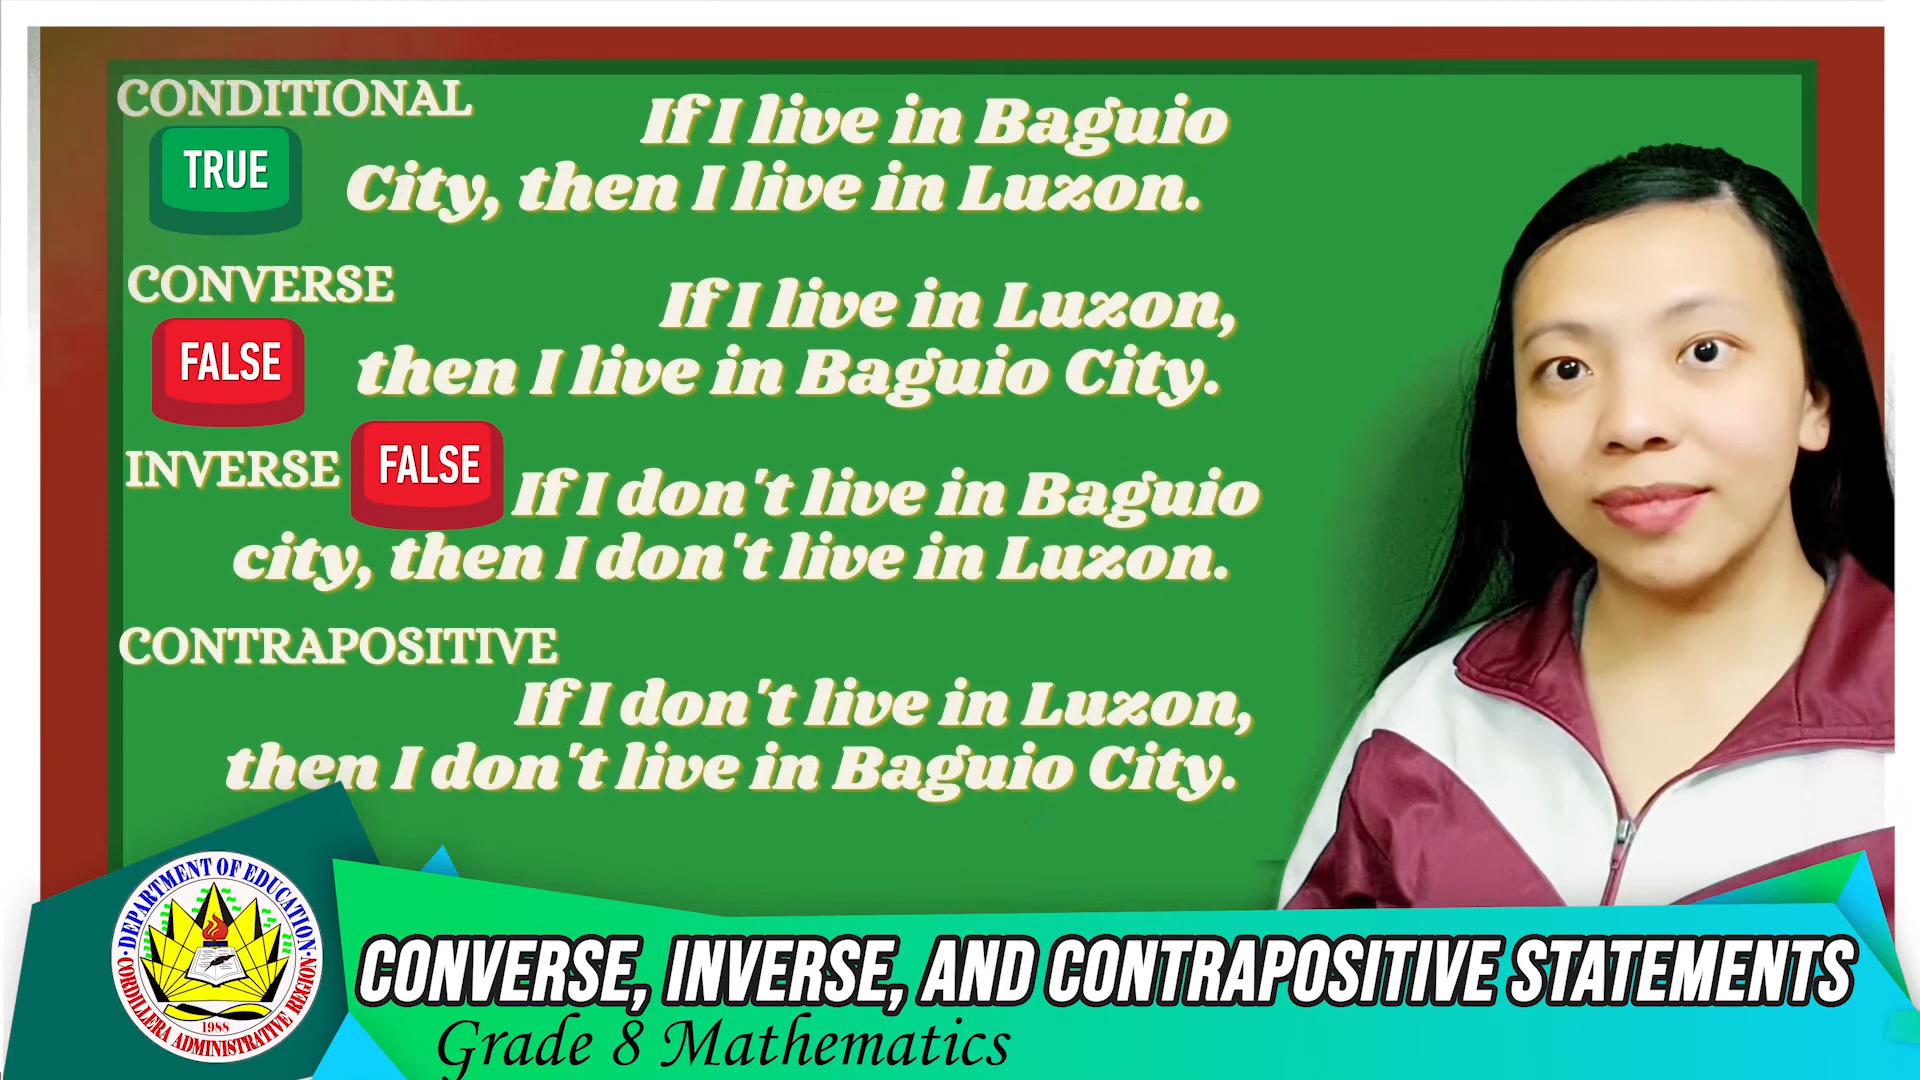 CONDITIONAL
TRUE
If I live in Baguio
City, then I live in Luzon.
CONVERSE
FALSE
If I live in Luzon,
then I live in Baguio City.
INVERSE
FALSE
If I don't live in Baguio
city, then I don't live in Luzon.
CONTRAPOSITIVE
If I don't live in Luzon,
then I don't live in Baguio City.
DEPARTMENT OF EDUCATION
1988
CORDILLERA ADMINISTRATIVE REGION
CONVERSE, INVERSE, AND CONTRAPOSITIVE STATEMENTS
Grade 8 Mathematics